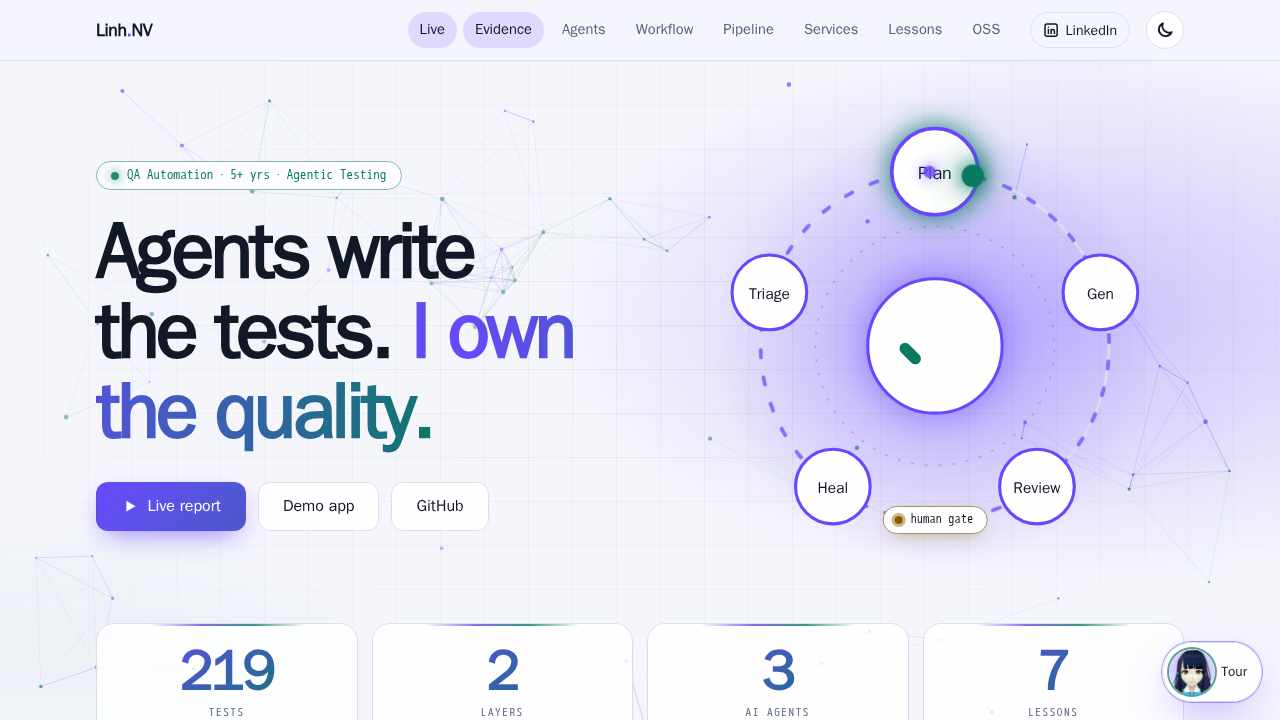 Linh.NV
Live
Evidence
Agents
Workflow
Pipeline
Services
Lessons
OSS
LinkedIn
QA Automation · 5+ yrs · Agentic Testing
Agents write
the tests. I own
the quality.
Live report
Demo app
GitHub
Plan
Triage
Gen
Heal
Review
human gate
219
TESTS
2
LAYERS
3
AI AGENTS
7
LESSONS
Tour